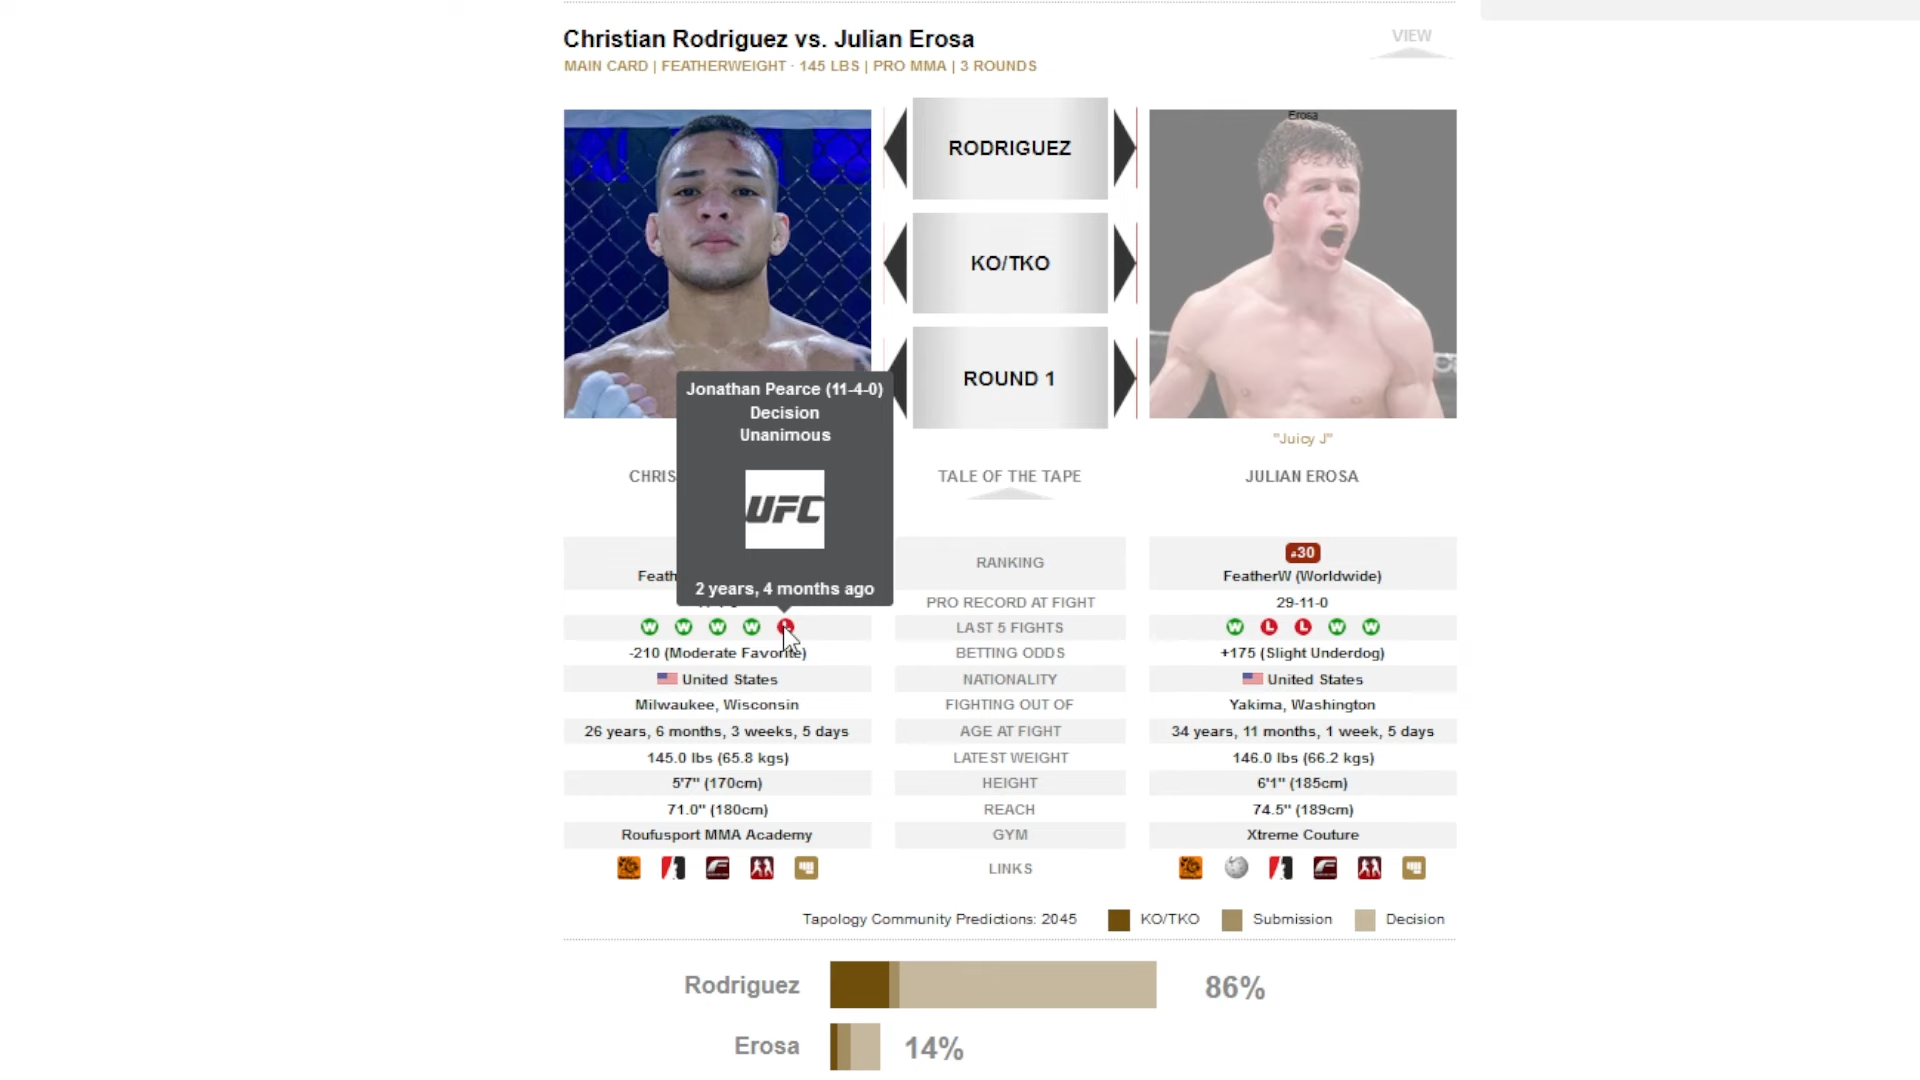 Christian Rodriguez vs. Julian Erosa
VIEW
MAIN CARD | FEATHERWEIGHT · 145 LBS | PRO MMA | 3 ROUNDS
Erosa
RODRIGUEZ
KO/TKO
ROUND 1
Jonathan Pearce (11-4-0)
Decision
Unanimous
UFC
2 years, 4 months ago
"Juicy J"
CHRIS
TALE OF THE TAPE
JULIAN EROSA
#30
Feath
RANKING
FeatherW (Worldwide)
PRO RECORD AT FIGHT
29-11-0
W W W W L
LAST 5 FIGHTS
W L L W W
-210 (Moderate Favorite)
BETTING ODDS
+175 (Slight Underdog)
United States
NATIONALITY
United States
Milwaukee, Wisconsin
FIGHTING OUT OF
Yakima, Washington
26 years, 6 months, 3 weeks, 5 days
AGE AT FIGHT
34 years, 11 months, 1 week, 5 days
145.0 lbs (65.8 kgs)
LATEST WEIGHT
146.0 lbs (66.2 kgs)
5'7" (170cm)
HEIGHT
6'1" (185cm)
71.0" (180cm)
REACH
74.5" (189cm)
Roufusport MMA Academy
GYM
Xtreme Couture
LINKS
Tapology Community Predictions: 2045
KO/TKO
Submission
Decision
Rodriguez
86%
Erosa
14%